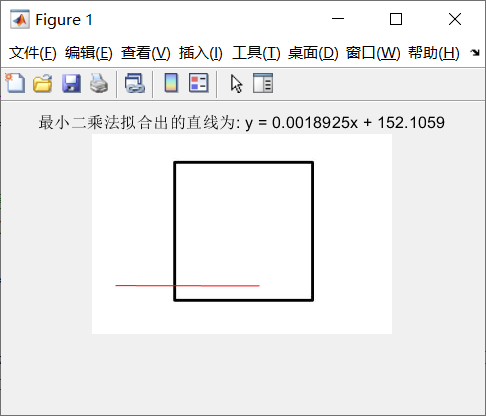 Figure 1
文件(F) 编辑(E) 查看(V) 插入(I) 工具(T) 桌面(D) 窗口(W) 帮助(H)
最小二乘法拟合出的直线为: y = 0.0018925x + 152.1059